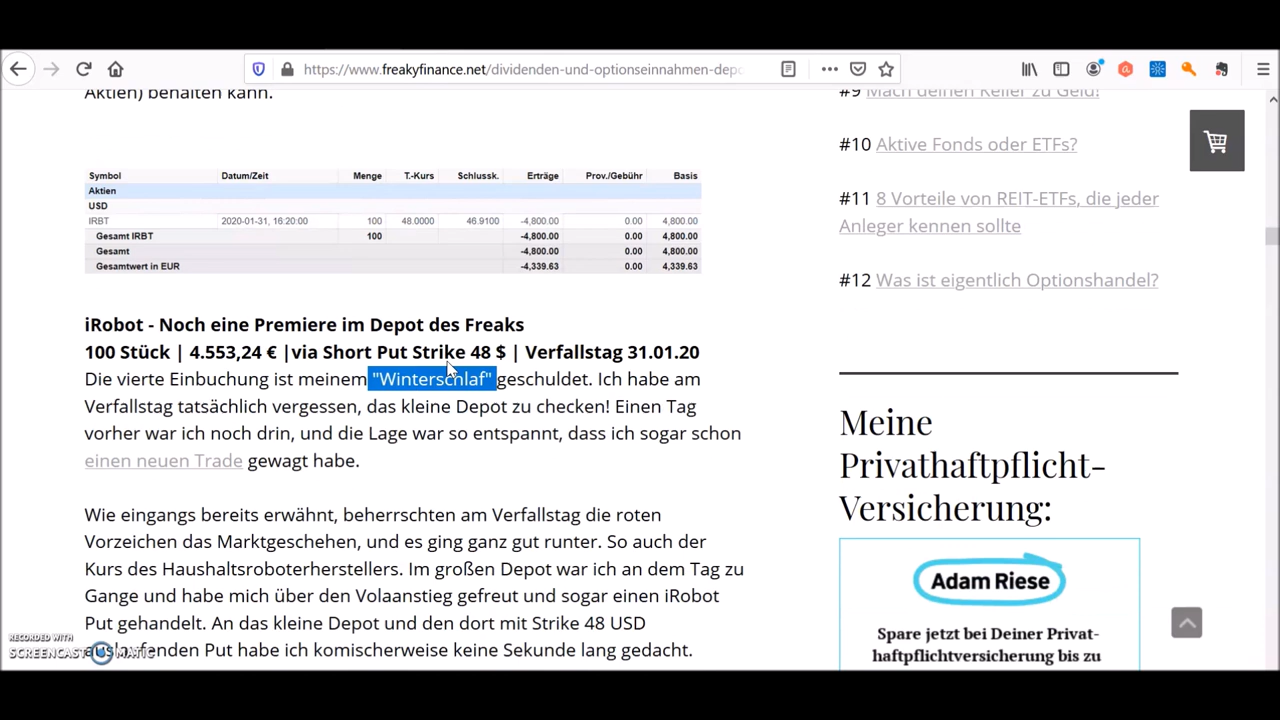 https://www.freakyfinance.net/dividenden-und-optionseinnahmen-depo
Aktien) behalten kann.
Symbol Datum/Zeit Menge T.-Kurs Schlussk. Erträge Prov./Gebühr Basis
Aktien
USD
IRBT 2020-01-31, 16:20:00 100 48.0000 46.9100 -4,800.00 0.00 4,800.00
Gesamt IRBT 100 -4,800.00 0.00 4,800.00
Gesamt -4,800.00 0.00 4,800.00
Gesamtwert in EUR -4,339.63 0.00 4,339.63
iRobot - Noch eine Premiere im Depot des Freaks
100 Stück | 4.553,24 € |via Short Put Strike 48 $ | Verfallstag 31.01.20
Die vierte Einbuchung ist meinem "Winterschlaf" geschuldet. Ich habe am
Verfallstag tatsächlich vergessen, das kleine Depot zu checken! Einen Tag
vorher war ich noch drin, und die Lage war so entspannt, dass ich sogar schon
einen neuen Trade gewagt habe.
Wie eingangs bereits erwähnt, beherrschten am Verfallstag die roten
Vorzeichen das Marktgeschehen, und es ging ganz gut runter. So auch der
Kurs des Haushaltsroboterherstellers. Im großen Depot war ich an dem Tag zu
Gange und habe mich über den Volaanstieg gefreut und sogar einen iRobot
Put gehandelt. An das kleine Depot und den dort mit Strike 48 USD
auslaufenden Put habe ich komischerweise keine Sekunde lang gedacht.
#9 Mach deinen Keller zu Geld!
#10 Aktive Fonds oder ETFs?
#11 8 Vorteile von REIT-ETFs, die jeder
Anleger kennen sollte
#12 Was ist eigentlich Optionshandel?
Meine
Privathaftpflicht-
Versicherung:
Adam Riese
Spare jetzt bei Deiner Privat-
haftpflichtversicherung bis zu
RECORDED WITH
SCREENCAST MATIC